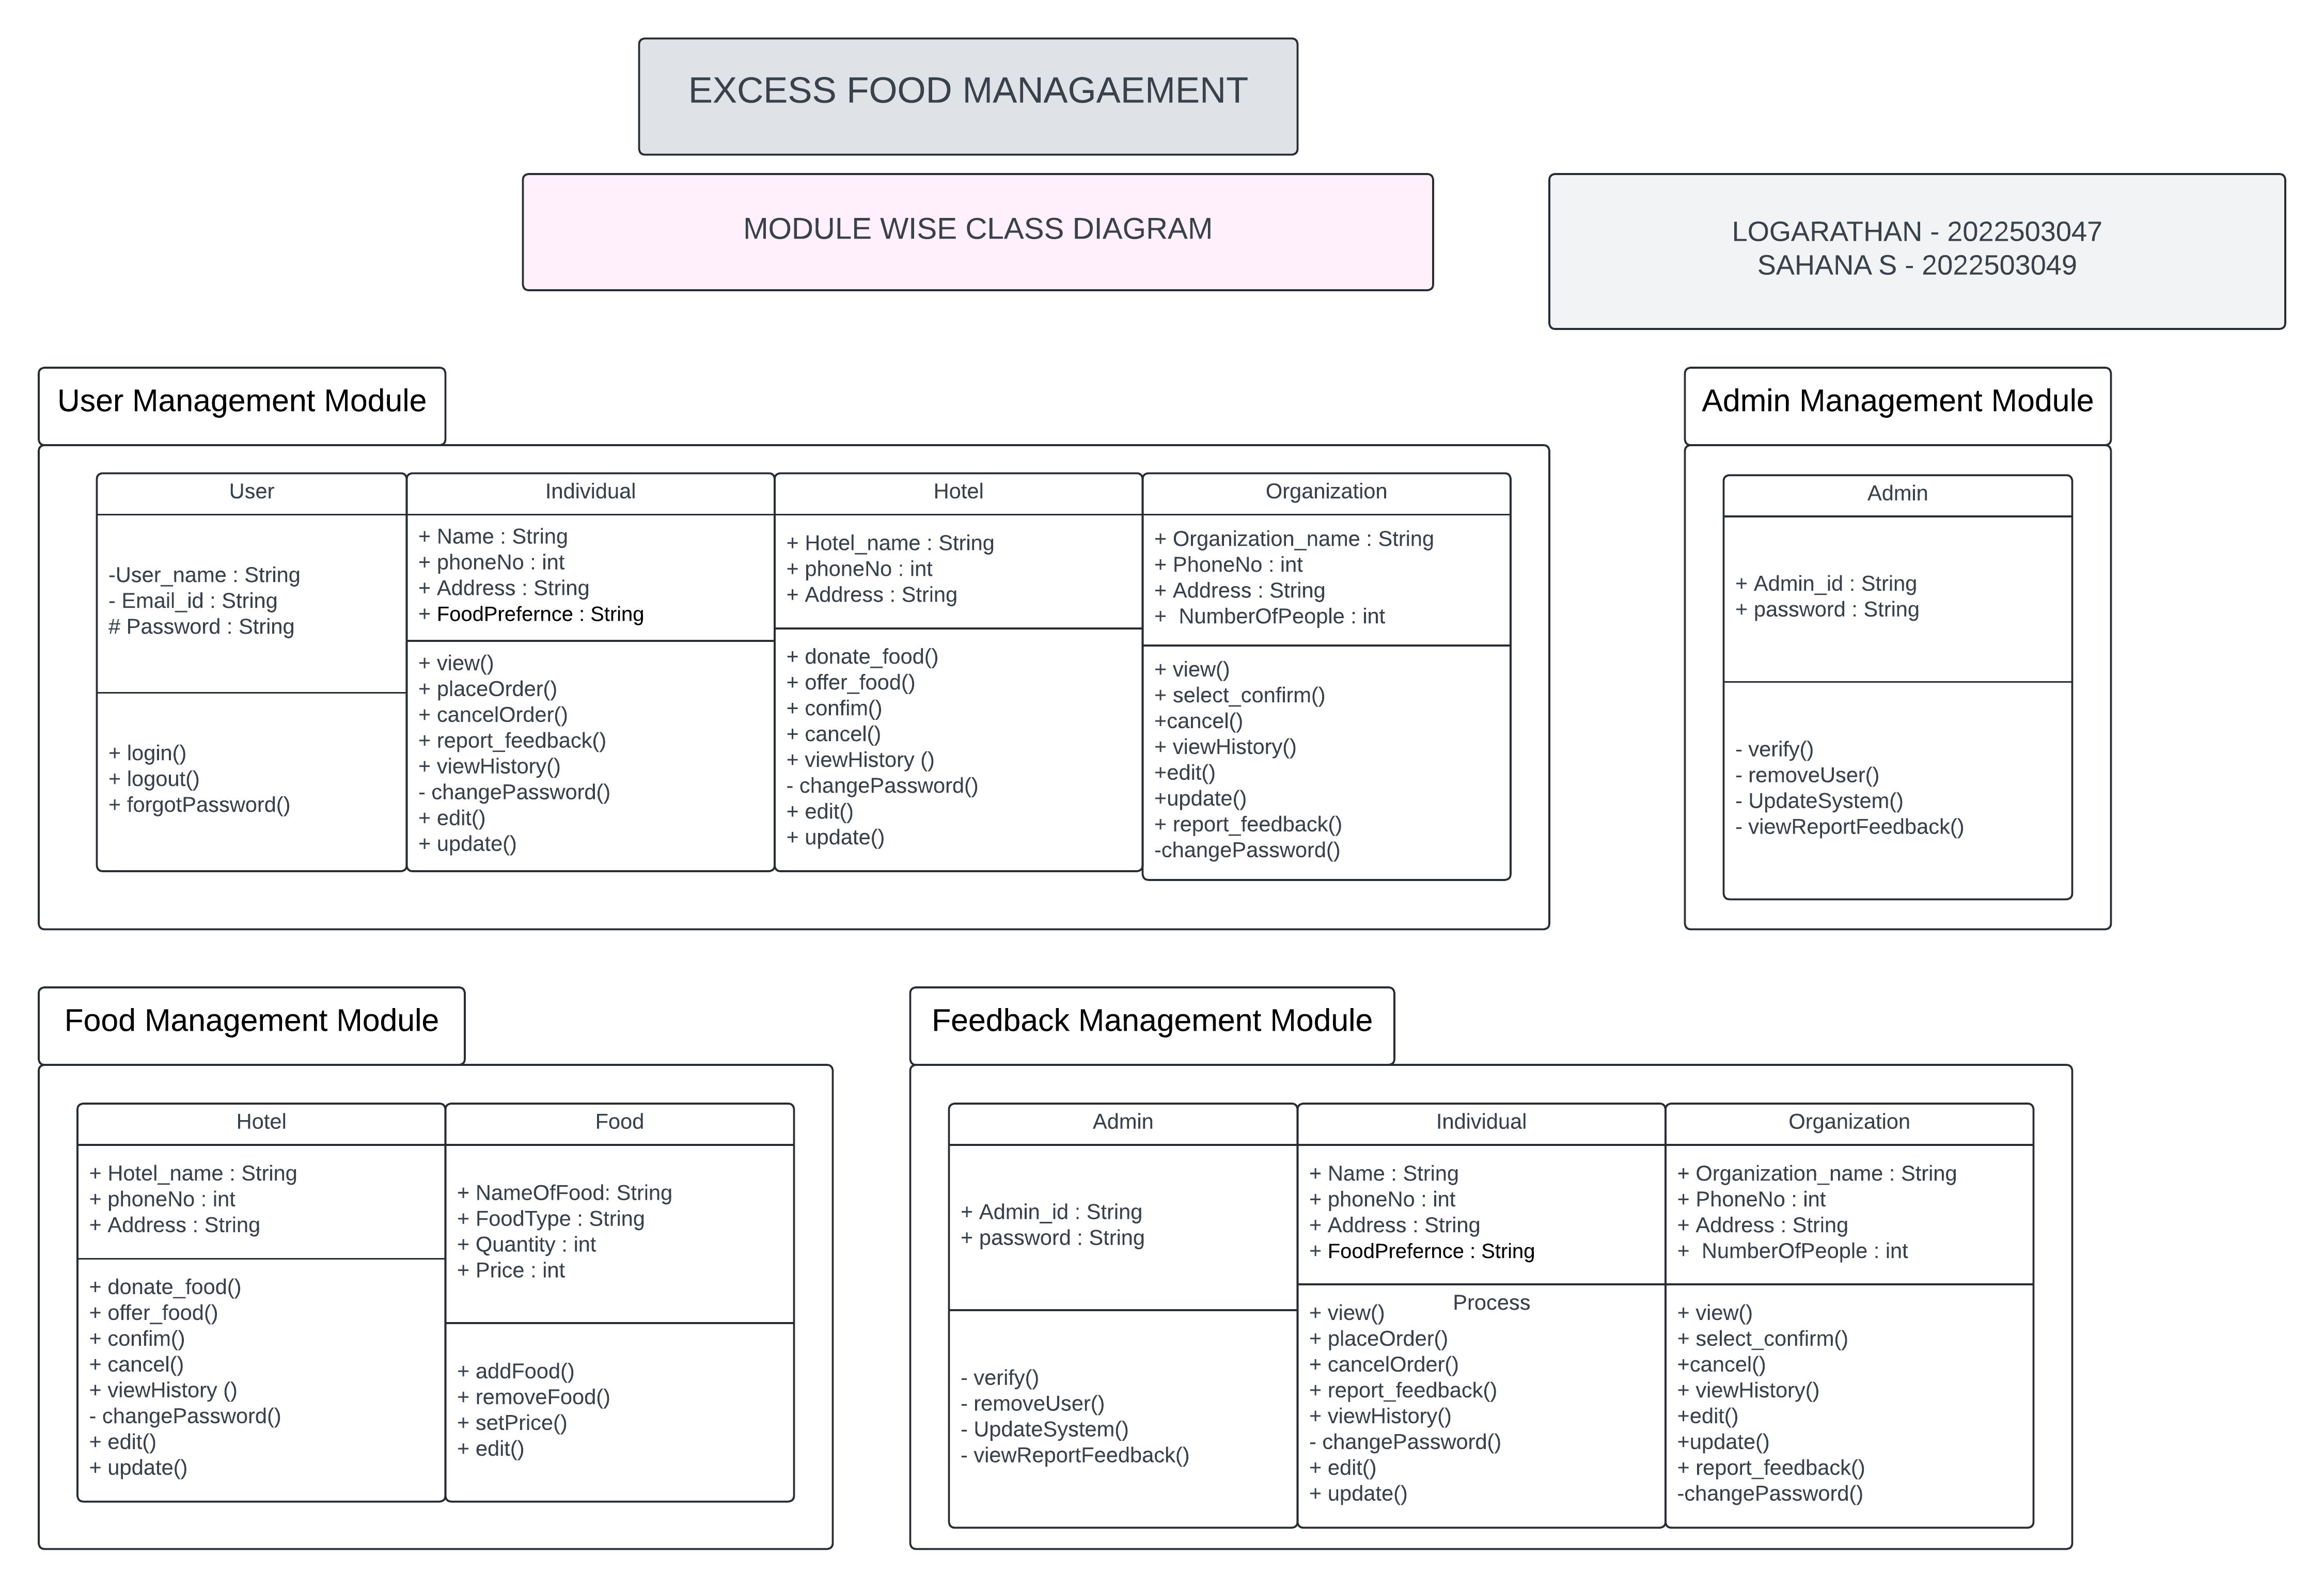 EXCESS FOOD MANAGAEMENT
MODULE WISE CLASS DIAGRAM
LOGARATHAN - 2022503047
SAHANA S - 2022503049
User Management Module
User
-User_name : String
- Email_id : String
# Password : String
+ login()
+ logout()
+ forgotPassword()
Individual
+ Name : String
+ phoneNo : int
+ Address : String
+ FoodPrefernce : String
+ view()
+ placeOrder()
+ cancelOrder()
+ report_feedback()
+ viewHistory()
- changePassword()
+ edit()
+ update()
Hotel
+ Hotel_name : String
+ phoneNo : int
+ Address : String
+ donate_food()
+ offer_food()
+ confim()
+ cancel()
+ viewHistory ()
- changePassword()
+ edit()
+ update()
Organization
+ Organization_name : String
+ PhoneNo : int
+ Address : String
+  NumberOfPeople : int
+ view()
+ select_confirm()
+cancel()
+ viewHistory()
+edit()
+update()
+ report_feedback()
-changePassword()
Admin Management Module
Admin
+ Admin_id : String
+ password : String
- verify()
- removeUser()
- UpdateSystem()
- viewReportFeedback()
Food Management Module
Hotel
+ Hotel_name : String
+ phoneNo : int
+ Address : String
+ donate_food()
+ offer_food()
+ confim()
+ cancel()
+ viewHistory ()
- changePassword()
+ edit()
+ update()
Food
+ NameOfFood: String
+ FoodType : String
+ Quantity : int
+ Price : int
+ addFood()
+ removeFood()
+ setPrice()
+ edit()
Feedback Management Module
Admin
+ Admin_id : String
+ password : String
- verify()
- removeUser()
- UpdateSystem()
- viewReportFeedback()
Individual
+ Name : String
+ phoneNo : int
+ Address : String
+ FoodPrefernce : String
Process
+ view()
+ placeOrder()
+ cancelOrder()
+ report_feedback()
+ viewHistory()
- changePassword()
+ edit()
+ update()
Organization
+ Organization_name : String
+ PhoneNo : int
+ Address : String
+  NumberOfPeople : int
+ view()
+ select_confirm()
+cancel()
+ viewHistory()
+edit()
+update()
+ report_feedback()
-changePassword()